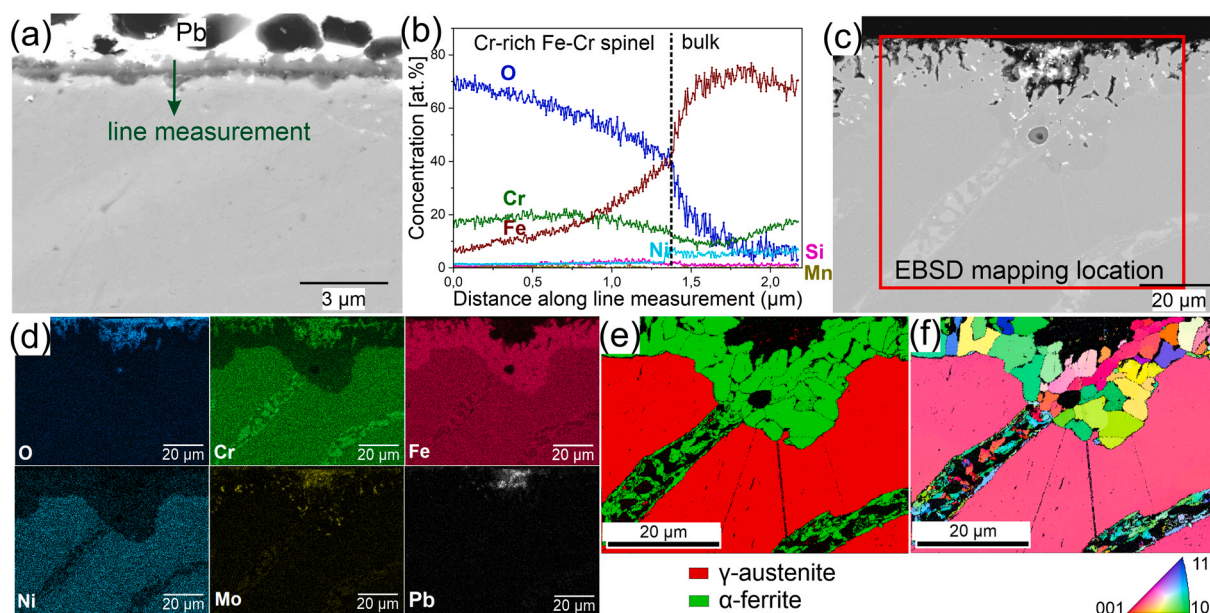 (a)
Pb
line measurement
3 μm
(b)
Cr-rich Fe-Cr spinel
bulk
O
Cr
Fe
Ni
Si
Mn
Concentration [at.%]
80
60
40
20
0
0,0
0,5
1,0
1,5
2,0
Distance along line measurement (μm)
(c)
EBSD mapping location
20 μm
(d)
O
20 μm
Cr
20 μm
Fe
20 μm
Ni
20 μm
Mo
20 μm
Pb
20 μm
(e)
20 μm
(f)
20 μm
γ-austenite
α-ferrite
11
001
10